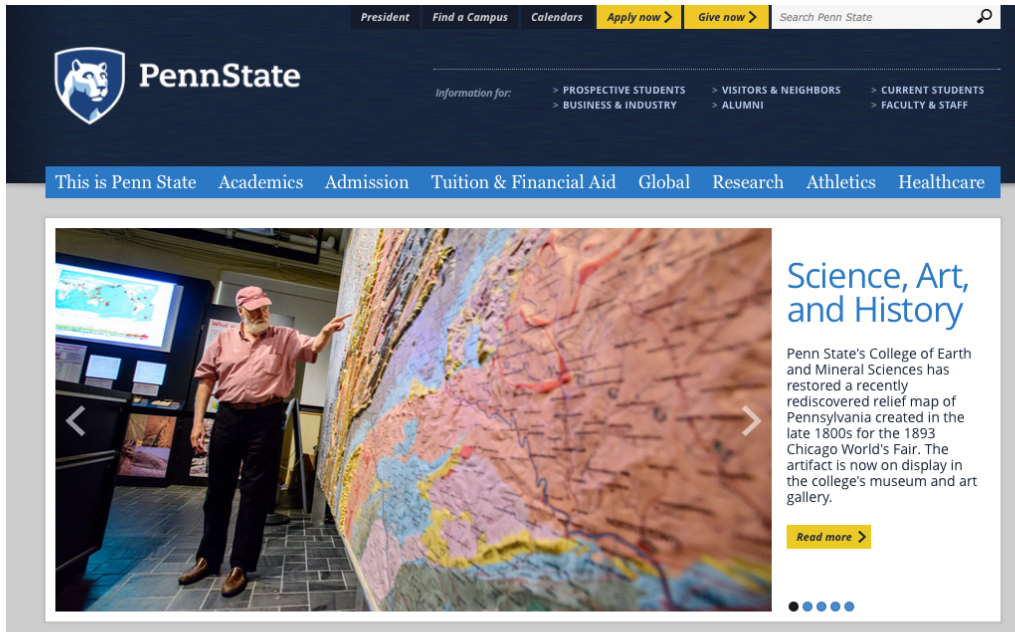 President Find a Campus Calendars Apply now Give now Search Penn State
PennState
Information for:
> PROSPECTIVE STUDENTS > VISITORS & NEIGHBORS > CURRENT STUDENTS
> BUSINESS & INDUSTRY > ALUMNI > FACULTY & STAFF
This is Penn State Academics Admission Tuition & Financial Aid Global Research Athletics Healthcare
Science, Art,
and History
Penn State's College of Earth
and Mineral Sciences has
restored a recently
rediscovered relief map of
Pennsylvania created in the
late 1800s for the 1893
Chicago World's Fair. The
artifact is now on display in
the college's museum and art
gallery.
Read more